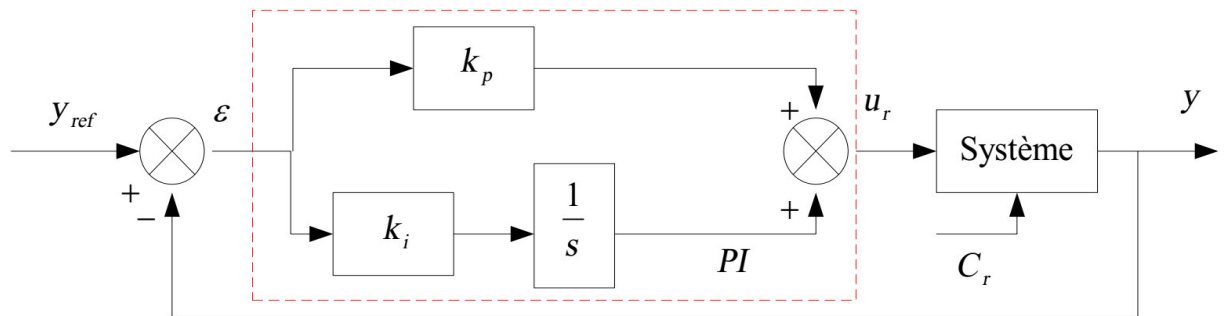 k_p
y_ref
ε
+
−
+
u_r
Système
y
k_i
1/s
+
PI
C_r